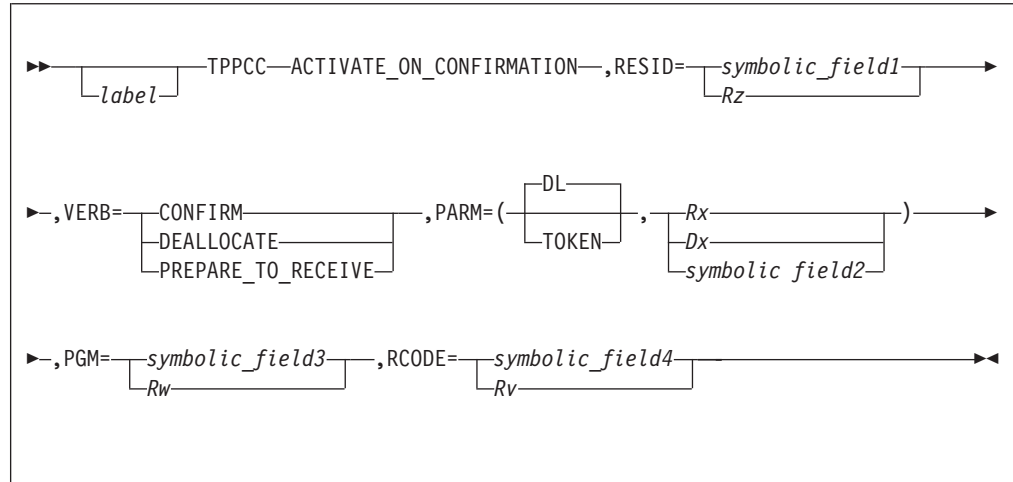 TPPCC ACTIVATE_ON_CONFIRMATION ,RESID= symbolic_field1
label Rz
DL
,VERB= CONFIRM ,PARM=( , Rx )
DEALLOCATE TOKEN Dx
PREPARE_TO_RECEIVE symbolic field2
,PGM= symbolic_field3 ,RCODE= symbolic_field4
Rw Rv